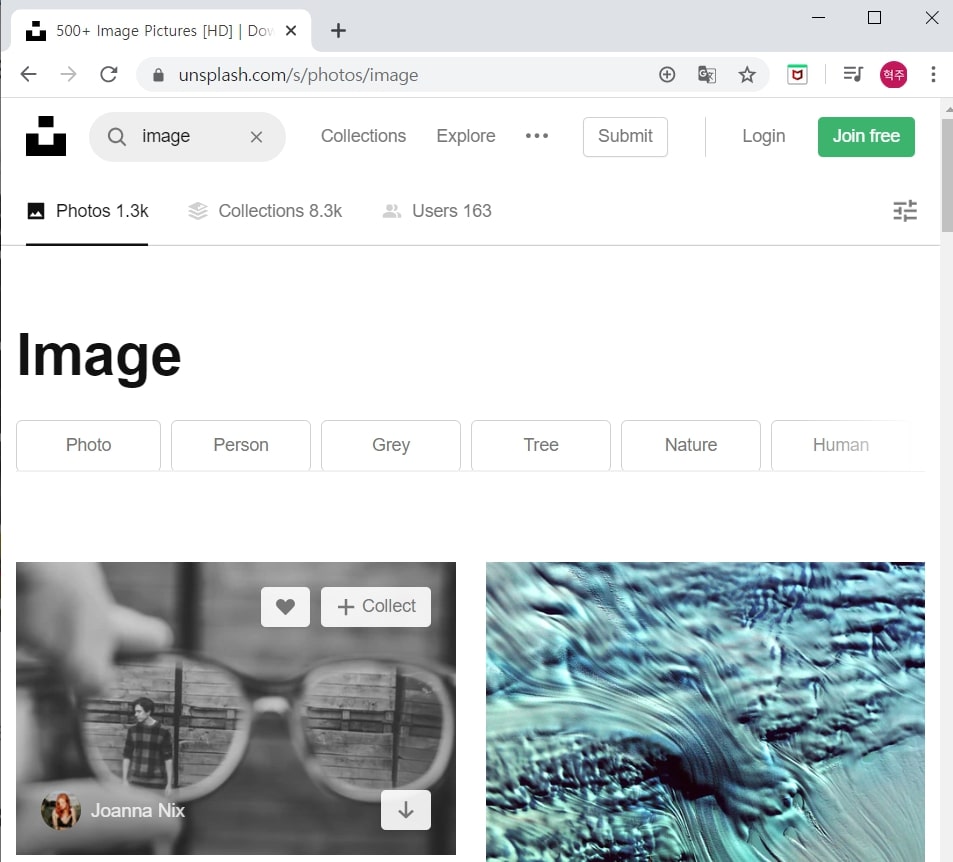 500+ Image Pictures [HD] | Dow
unsplash.com/s/photos/image
혁주
image
Collections
Explore
Submit
Login
Join free
Photos 1.3k
Collections 8.3k
Users 163
Image
Photo
Person
Grey
Tree
Nature
Human
Collect
Joanna Nix